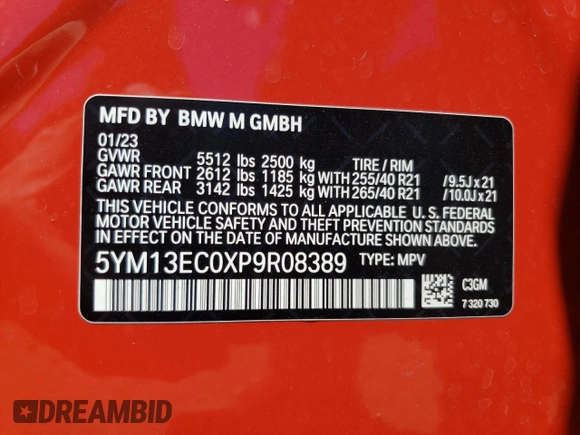 MFD BY BMW M GMBH
01/23
GVWR 5512 lbs 2500 kg TIRE / RIM
GAWR FRONT 2612 lbs 1185 kg WITH 255/40 R21 / 9.5J x 21
GAWR REAR 3142 lbs 1425 kg WITH 265/40 R21 / 10.0J x 21
THIS VEHICLE CONFORMS TO ALL APPLICABLE U. S. FEDERAL
MOTOR VEHICLE SAFETY, BUMPER AND THEFT PREVENTION STANDARDS
IN EFFECT ON THE DATE OF MANUFACTURE SHOWN ABOVE.
5YM13EC0XP9R08389 TYPE: MPV
C3GM
7 320 730
DREAMBID